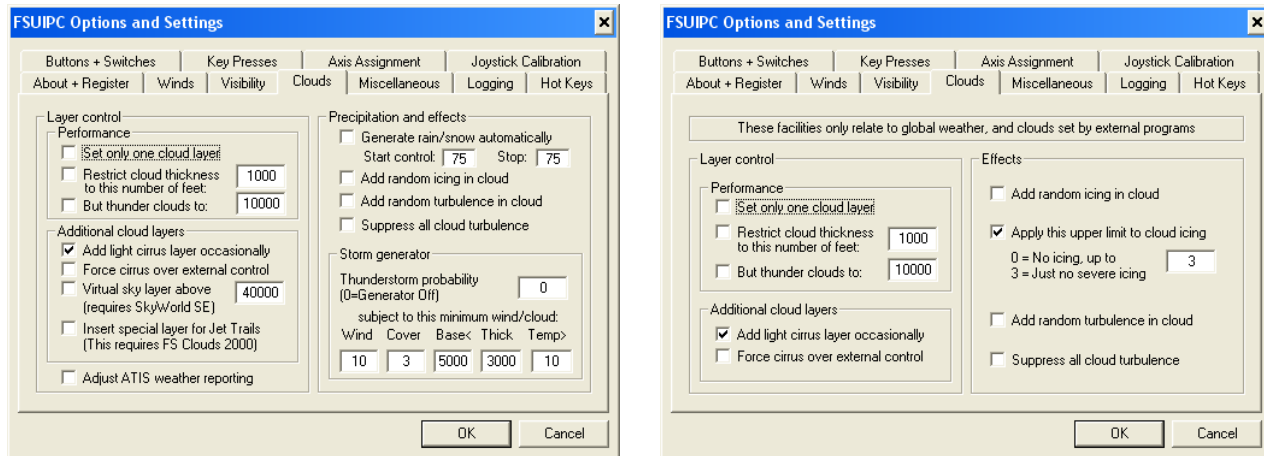 FSUIPC Options and Settings
Buttons + Switches Key Presses Axis Assignment Joystick Calibration
About + Register Winds Visibility Clouds Miscellaneous Logging Hot Keys
Layer control
Performance
Set only one cloud layer
Restrict cloud thickness
to this number of feet: 1000
But thunder clouds to: 10000
Additional cloud layers
Add light cirrus layer occasionally
Force cirrus over external control
Virtual sky layer above
(requires SkyWorld SE) 40000
Insert special layer for Jet Trails
(This requires FS Clouds 2000)
Adjust ATIS weather reporting
Precipitation and effects
Generate rain/snow automatically
Start control: 75 Stop: 75
Add random icing in cloud
Add random turbulence in cloud
Suppress all cloud turbulence
Storm generator
Thunderstorm probability
(0=Generator Off) 0
subject to this minimum wind/cloud:
Wind Cover Base< Thick Temp>
10 3 5000 3000 10
OK Cancel
FSUIPC Options and Settings
Buttons + Switches Key Presses Axis Assignment Joystick Calibration
About + Register Winds Visibility Clouds Miscellaneous Logging Hot Keys
These facilities only relate to global weather, and clouds set by external programs
Layer control
Performance
Set only one cloud layer
Restrict cloud thickness
to this number of feet: 1000
But thunder clouds to: 10000
Additional cloud layers
Add light cirrus layer occasionally
Force cirrus over external control
Effects
Add random icing in cloud
Apply this upper limit to cloud icing
0 = No icing, up to
3 = Just no severe icing 3
Add random turbulence in cloud
Suppress all cloud turbulence
OK Cancel